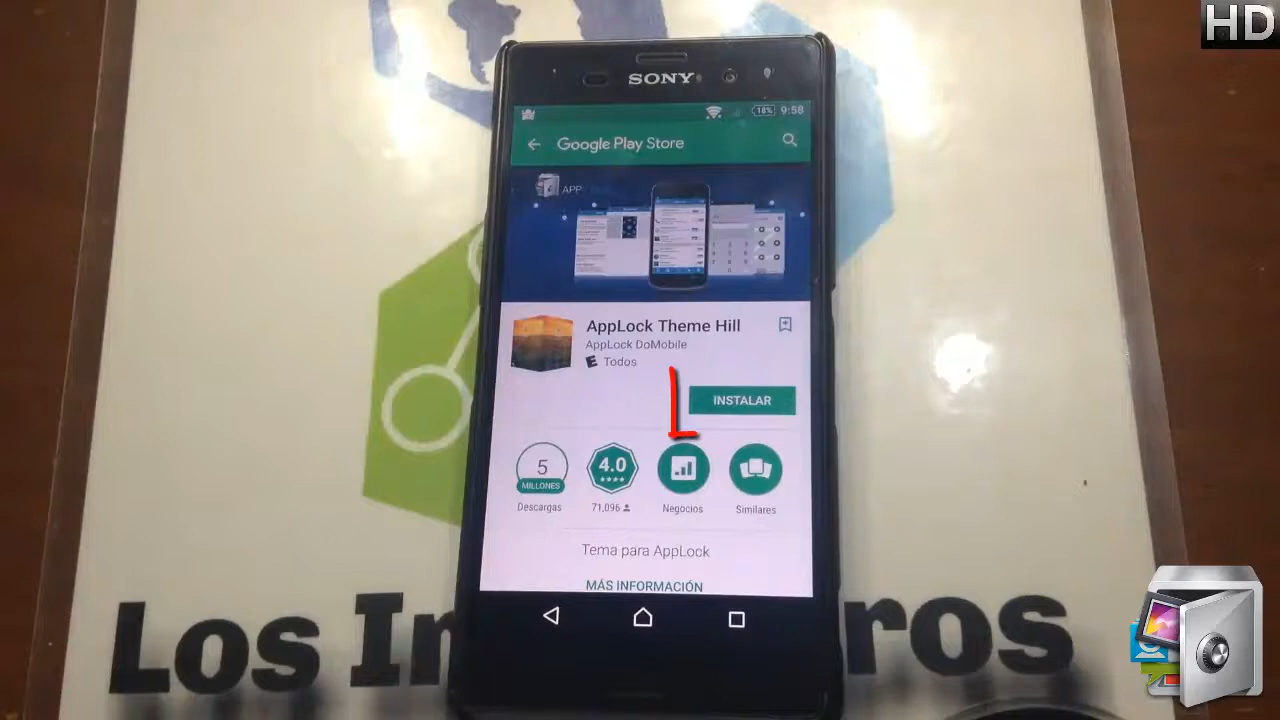 HD
SONY
18% 9:58
Google Play Store
APP
AppLock Theme Hill
AppLock DoMobile
E Todos
INSTALAR
5
MILLONES
4.0
Descargas
71,096
Negocios
Similares
Tema para AppLock
MÁS INFORMACIÓN
Los In
ros